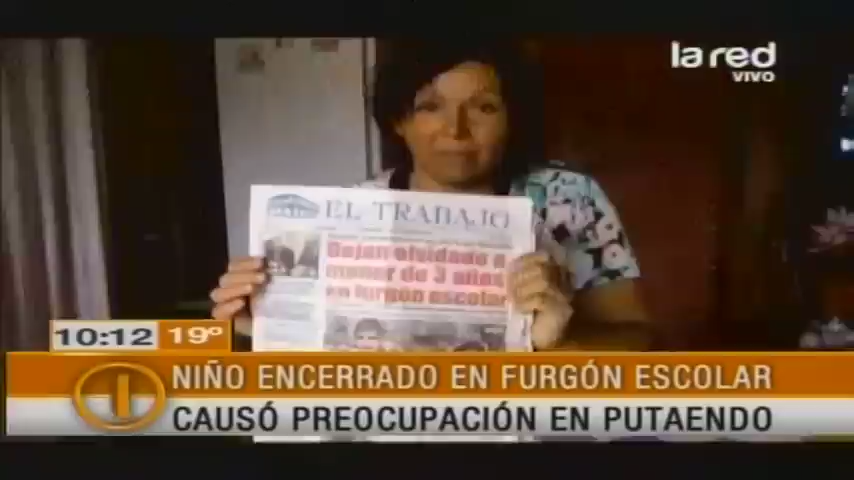 la red
VIVO
EL TRABAJO
Dejan olvidado a
menor de 3 años
en furgón escolar
10:12 19º
NIÑO ENCERRADO EN FURGÓN ESCOLAR
CAUSÓ PREOCUPACIÓN EN PUTAENDO